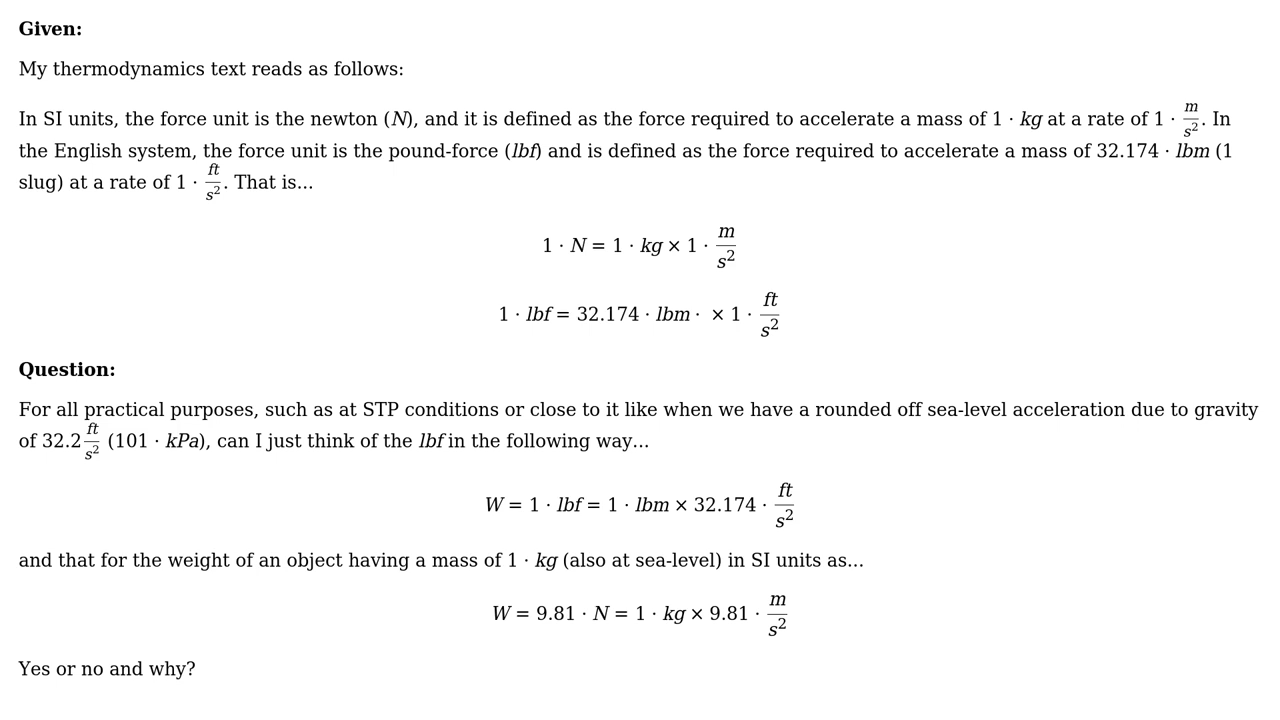 Given:
My thermodynamics text reads as follows:
In SI units, the force unit is the newton (N), and it is defined as the force required to accelerate a mass of 1 · kg at a rate of 1 · m/s². In
the English system, the force unit is the pound-force (lbf) and is defined as the force required to accelerate a mass of 32.174 · lbm (1
slug) at a rate of 1 · ft/s². That is...
1 · N = 1 · kg × 1 · m/s²
1 · lbf = 32.174 · lbm · × 1 · ft/s²
Question:
For all practical purposes, such as at STP conditions or close to it like when we have a rounded off sea-level acceleration due to gravity
of 32.2 ft/s² (101 · kPa), can I just think of the lbf in the following way...
W = 1 · lbf = 1 · lbm × 32.174 · ft/s²
and that for the weight of an object having a mass of 1 · kg (also at sea-level) in SI units as...
W = 9.81 · N = 1 · kg × 9.81 · m/s²
Yes or no and why?